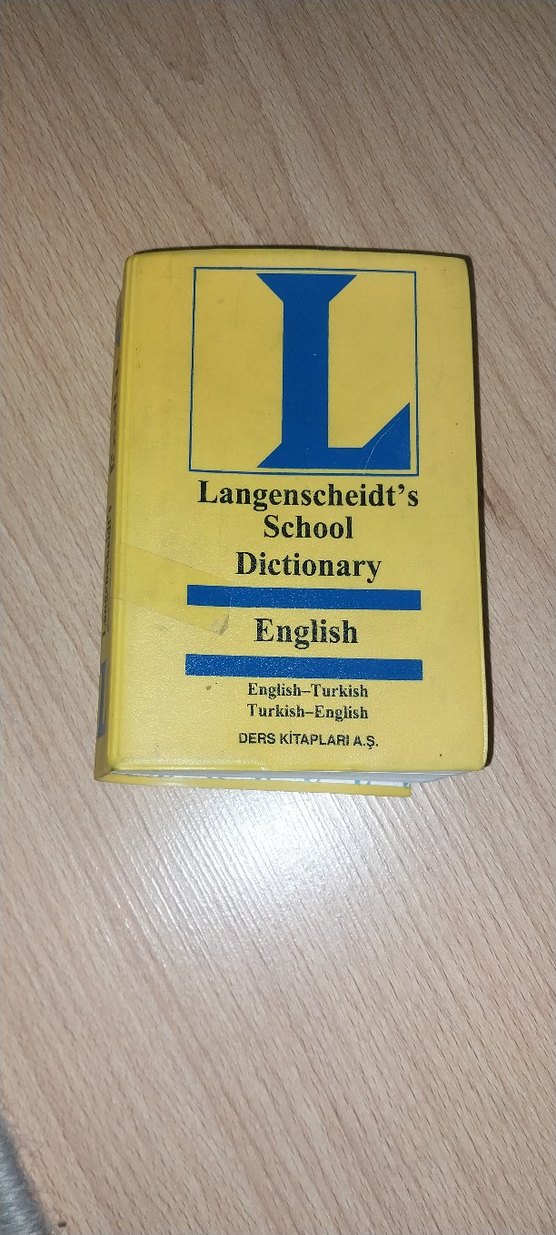 L
Langenscheidt's
School
Dictionary
English
English–Turkish
Turkish–English
DERS KİTAPLARI A.Ş.